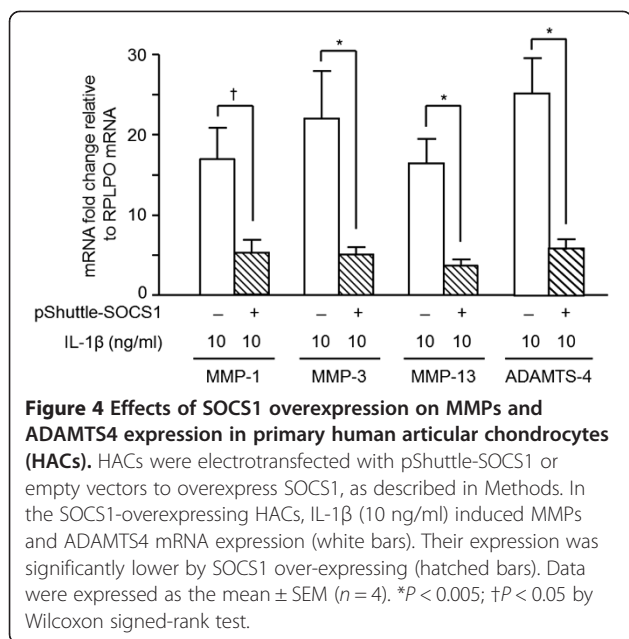 mRNA fold change relative
to RPLPO mRNA
30
20
10
0
†
*
*
*
pShuttle-SOCS1 – + – + – + – +
IL-1β (ng/ml) 10 10 10 10 10 10 10 10
MMP-1 MMP-3 MMP-13 ADAMTS-4
Figure 4 Effects of SOCS1 overexpression on MMPs and
ADAMTS4 expression in primary human articular chondrocytes
(HACs). HACs were electrotransfected with pShuttle-SOCS1 or
empty vectors to overexpress SOCS1, as described in Methods. In
the SOCS1-overexpressing HACs, IL-1β (10 ng/ml) induced MMPs
and ADAMTS4 mRNA expression (white bars). Their expression was
significantly lower by SOCS1 over-expressing (hatched bars). Data
were expressed as the mean ± SEM (n = 4). *P < 0.005; †P < 0.05 by
Wilcoxon signed-rank test.